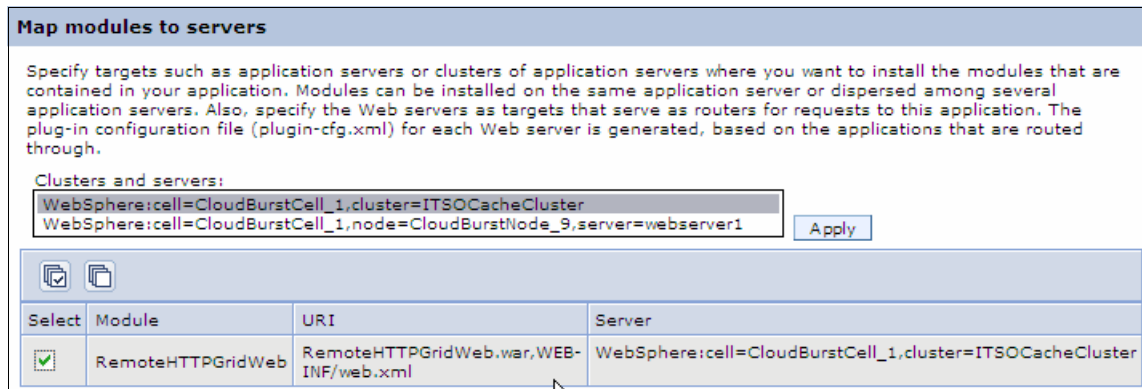 Map modules to servers
Specify targets such as application servers or clusters of application servers where you want to install the modules that are
contained in your application. Modules can be installed on the same application server or dispersed among several
application servers. Also, specify the Web servers as targets that serve as routers for requests to this application. The
plug-in configuration file (plugin-cfg.xml) for each Web server is generated, based on the applications that are routed
through.
Clusters and servers:
WebSphere:cell=CloudBurstCell_1,cluster=ITSOCacheCluster
WebSphere:cell=CloudBurstCell_1,node=CloudBurstNode_9,server=webserver1
Apply
Select Module URI Server
RemoteHTTPGridWeb RemoteHTTPGridWeb.war,WEB- WebSphere:cell=CloudBurstCell_1,cluster=ITSOCacheCluster
INF/web.xml